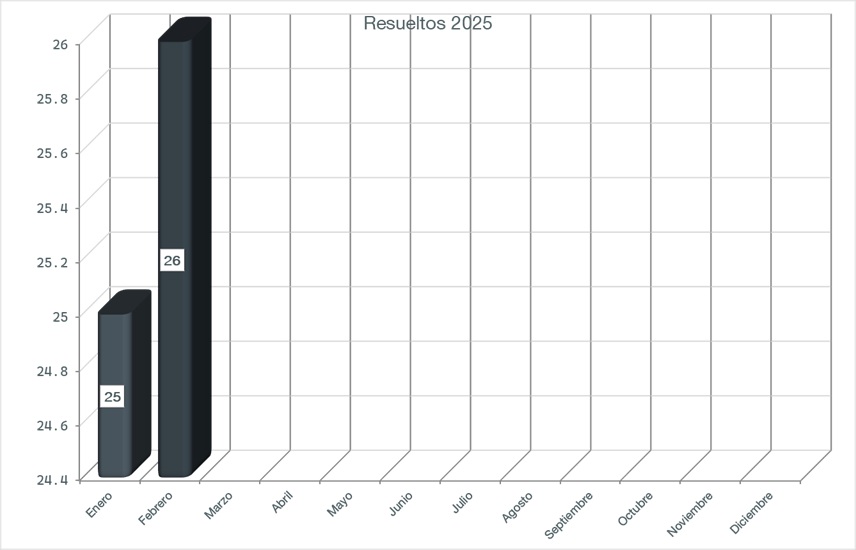 Resueltos 2025
26
25.8
25.6
25.4
25.2
25
24.8
24.6
24.4
26
25
Enero
Febrero
Marzo
Abril
Mayo
Junio
Julio
Agosto
Septiembre
Octubre
Noviembre
Diciembre